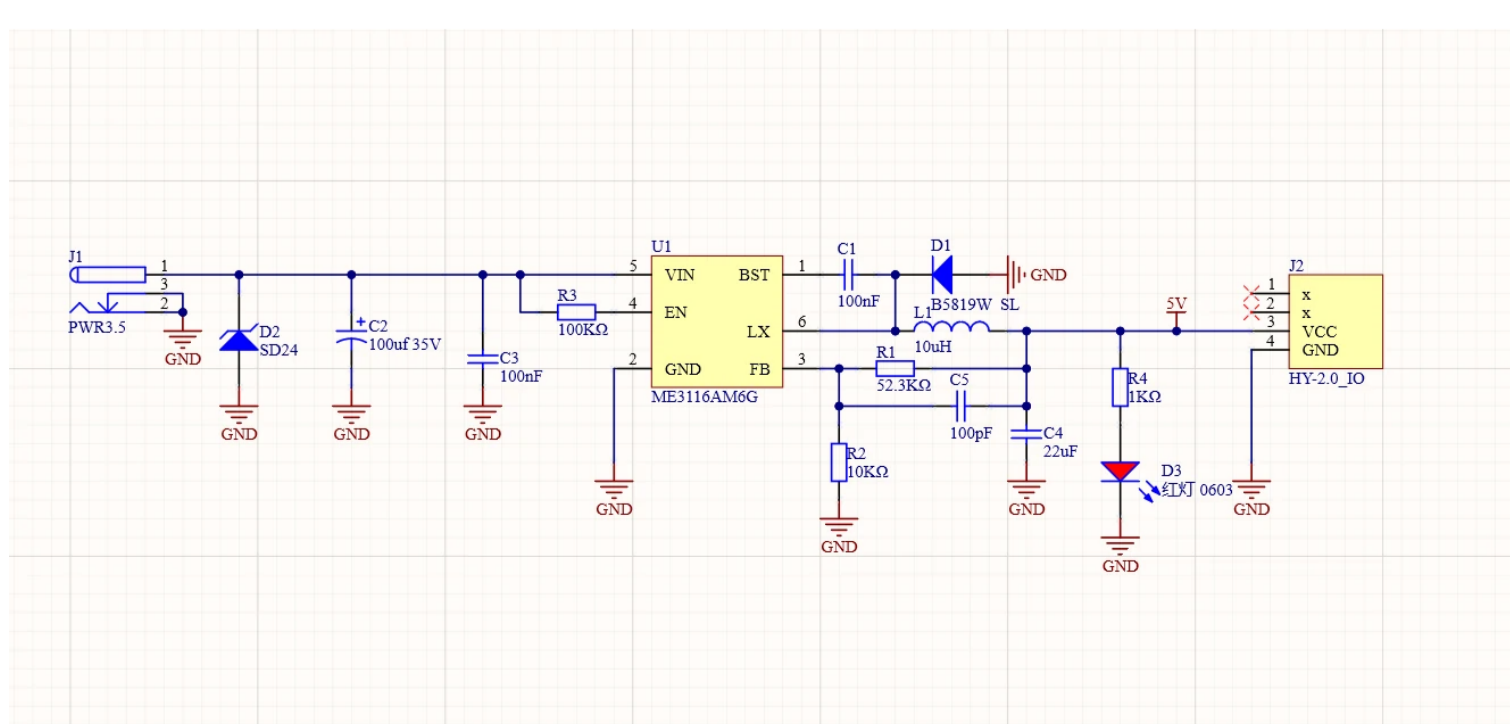 J1
1
3
2
PWR3.5
GND
D2
SD24
GND
C2
100uf 35V
GND
C3
100nF
GND
R3
100KΩ
U1
5
VIN
BST
1
4
EN
LX
6
2
GND
FB
3
ME3116AM6G
GND
C1
100nF
D1
GND
B5819W SL
L1
10uH
R1
52.3KΩ
C5
100pF
R2
10KΩ
GND
C4
22uF
GND
5V
R4
1KΩ
D3
红灯 0603
GND
J2
1
x
2
x
3
VCC
4
GND
HY-2.0_IO
GND